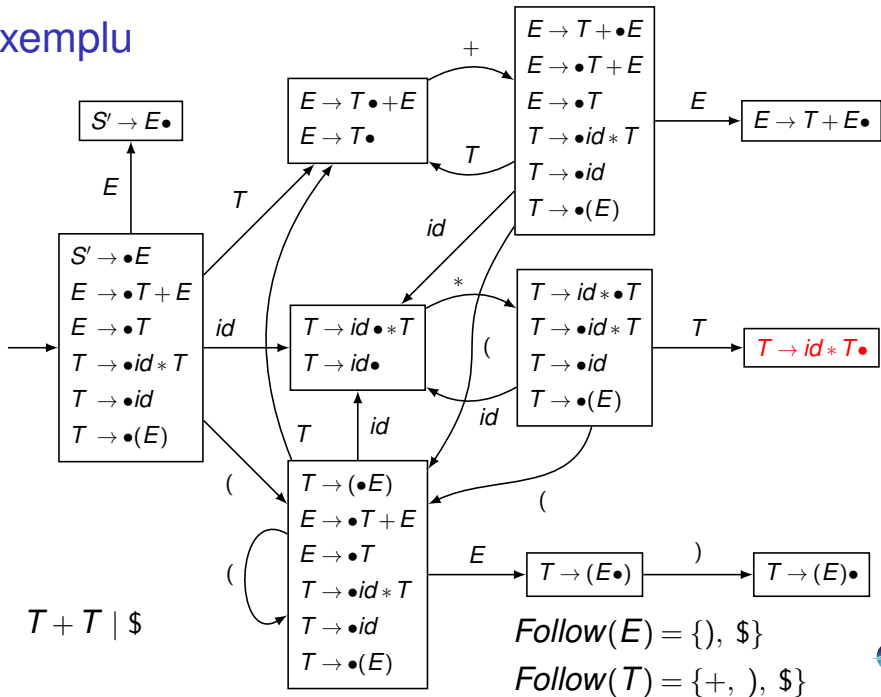 xemplu
S′ → E•
E
S′ → •E
E → •T + E
E → •T
T → •id * T
T → •id
T → •(E)
T
id
(
E → T• + E
E → T•
+
T
E → T + •E
E → •T + E
E → •T
T → •id * T
T → •id
T → •(E)
E
E → T + E•
id
(
T → id• * T
T → id•
*
id
T → id * •T
T → •id * T
T → •id
T → •(E)
T
T → id * T•
(
T
id
(
T → (•E)
E → •T + E
E → •T
T → •id * T
T → •id
T → •(E)
E
T → (E•)
)
T → (E)•
T + T | $
Follow(E) = {), $}
Follow(T) = {+, ), $}